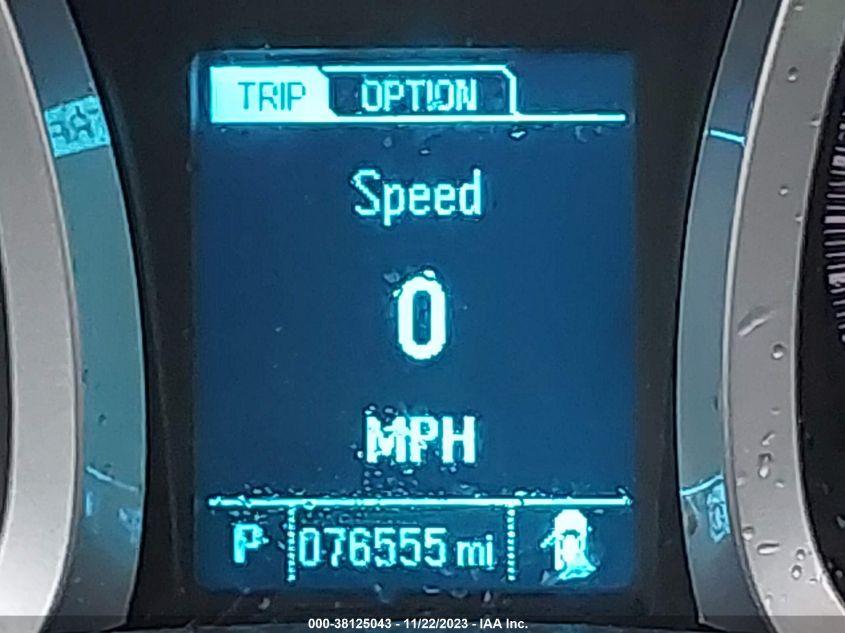 TRIP OPTION
Speed
0
MPH
P 076555 mi
000-38125043 - 11/22/2023 - IAA Inc.